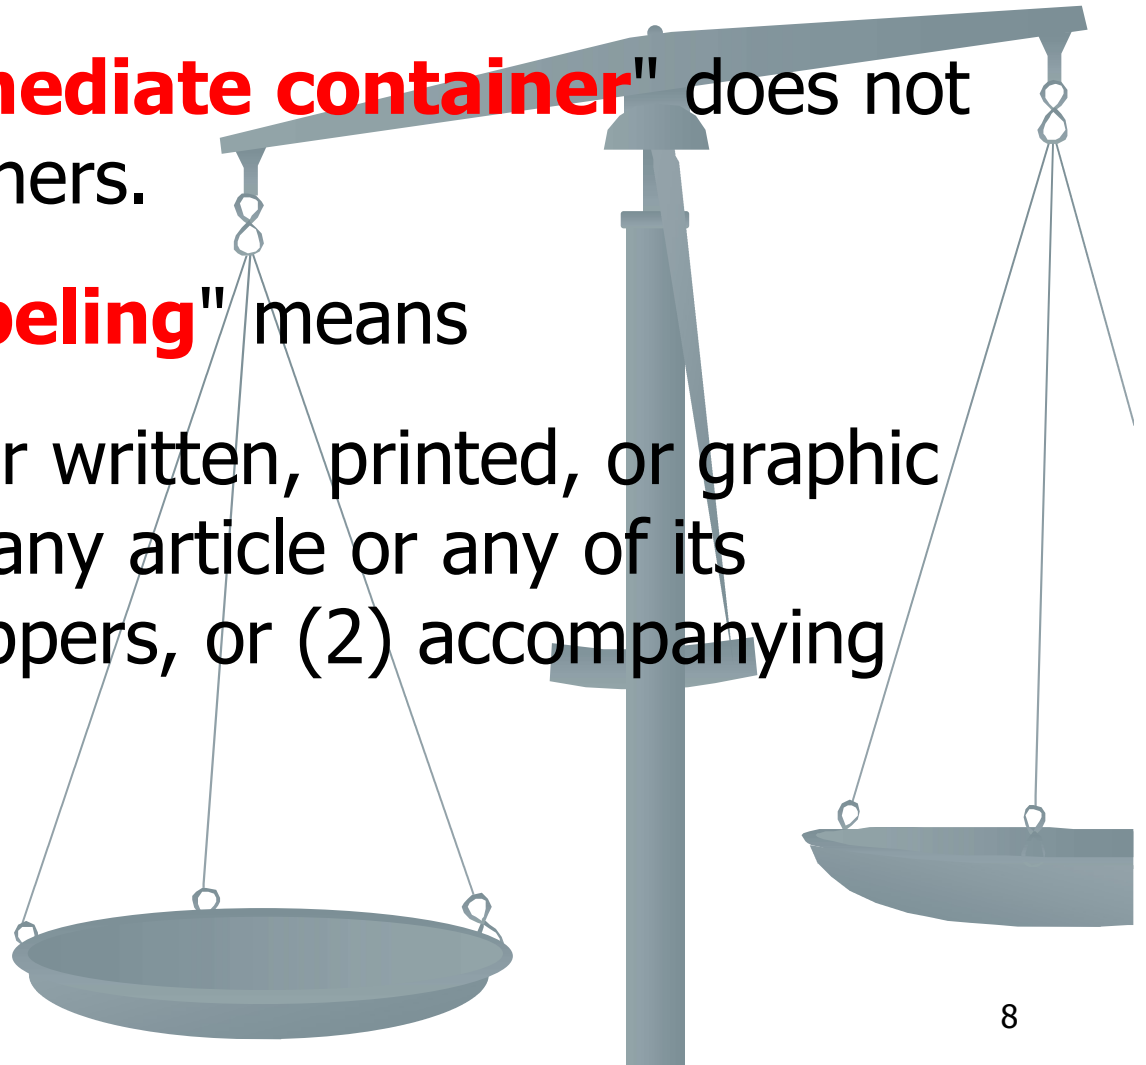 mediate container" does not
ners.
beling" means
r written, printed, or graphic
any article or any of its
ppers, or (2) accompanying
8